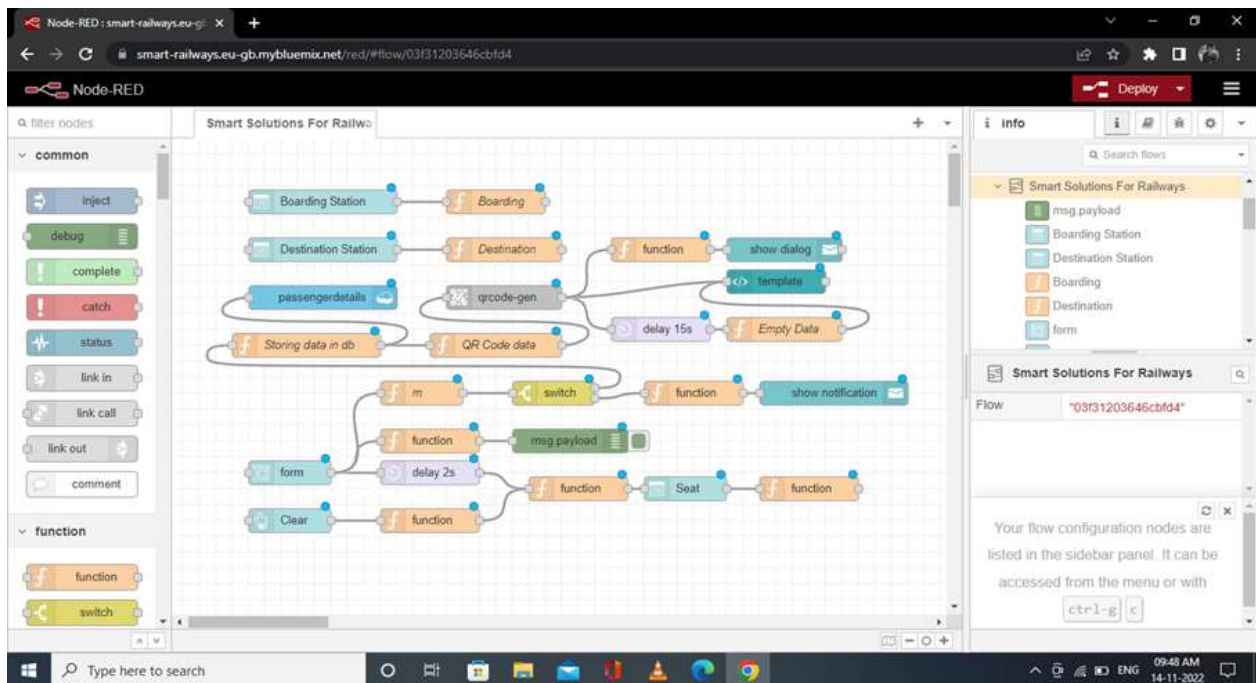 Node-RED : smart-railways.eu-g
smart-railways.eu-gb.mybluemix.net/red/#flow/03f31203646cbfd4
Node-RED
Deploy
filter nodes
Smart Solutions For Railwa
i info
Search flows
common
inject
debug
complete
catch
status
link in
link call
link out
comment
function
function
switch
Boarding Station
Boarding
Destination Station
Destination
function
show dialog
passengerdetails
qrcode-gen
template
Storing data in db
QR Code data
delay 15s
Empty Data
m
switch
function
show notification
function
msg.payload
form
delay 2s
function
Seat
function
Clear
function
Smart Solutions For Railways
msg.payload
Boarding Station
Destination Station
Boarding
Destination
form
Smart Solutions For Railways
Flow "03f31203646cbfd4"
Your flow configuration nodes are
listed in the sidebar panel. It can be
accessed from the menu or with
ctrl-g c
Type here to search
ENG
09:48 AM
14-11-2022